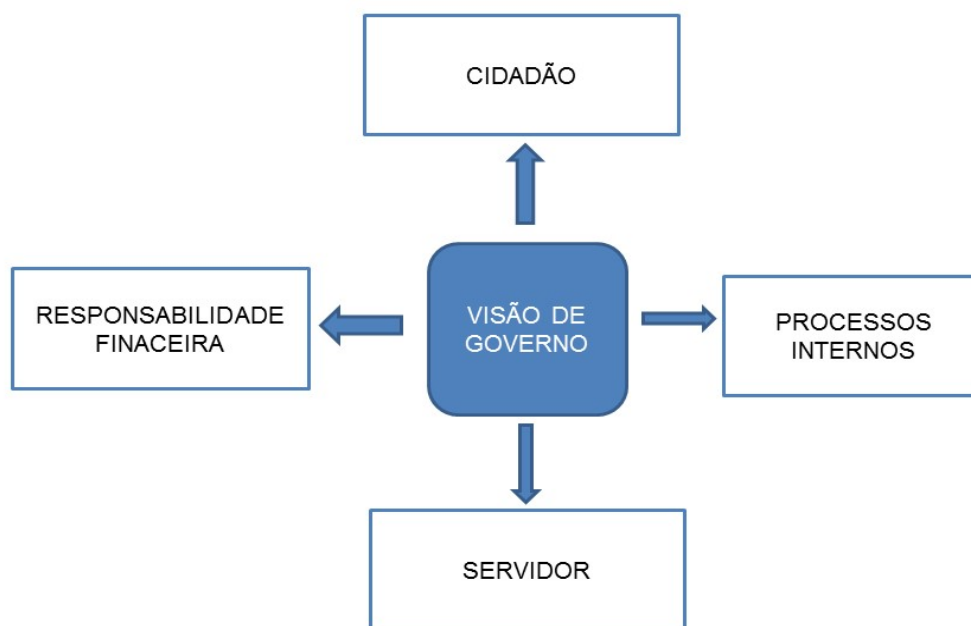 CIDADÃO
RESPONSABILIDADE
FINACEIRA
VISÃO DE
GOVERNO
PROCESSOS
INTERNOS
SERVIDOR